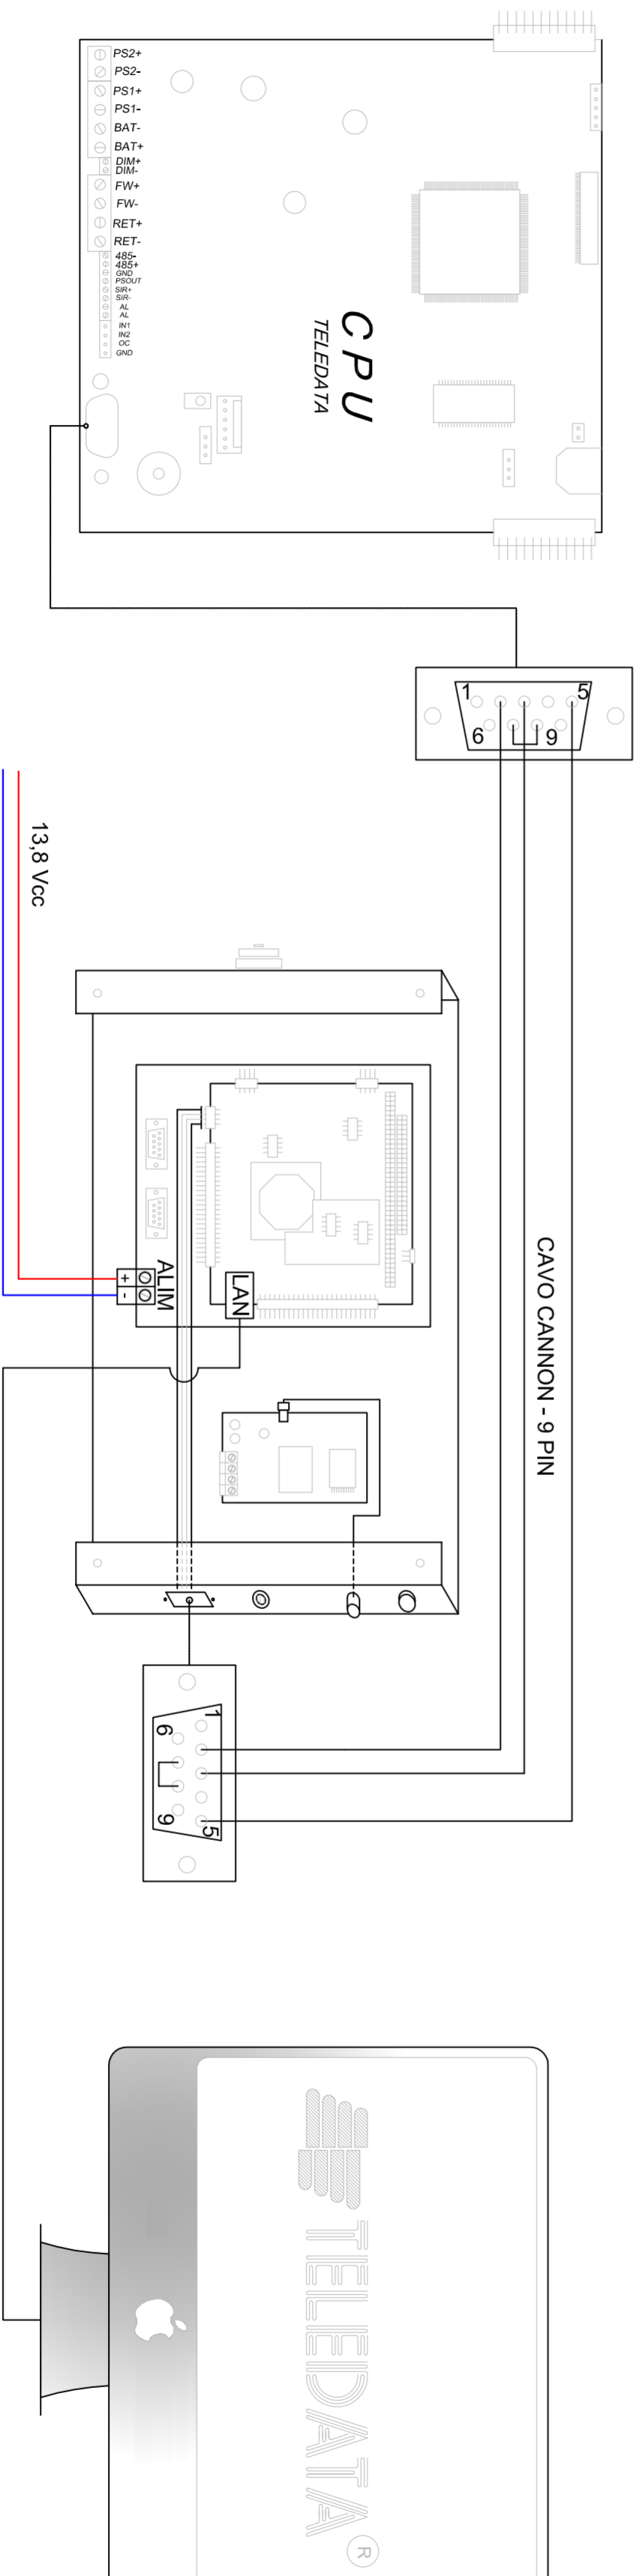 PS2+
PS2-
PS1+
PS1-
BAT-
BAT+
DIM+
DIM-
FW+
FW-
RET+
RET-
485-
485+
GND
PSOUT
SIR+
SIR-
AL
AL
IN1
IN2
OC
GND
CPU
TELEDATA
1 5
6 9
13,8 Vcc
CAVO CANNON - 9 PIN
LAN
ALIM
+
-
1 5
6 9
TELEDATA ®